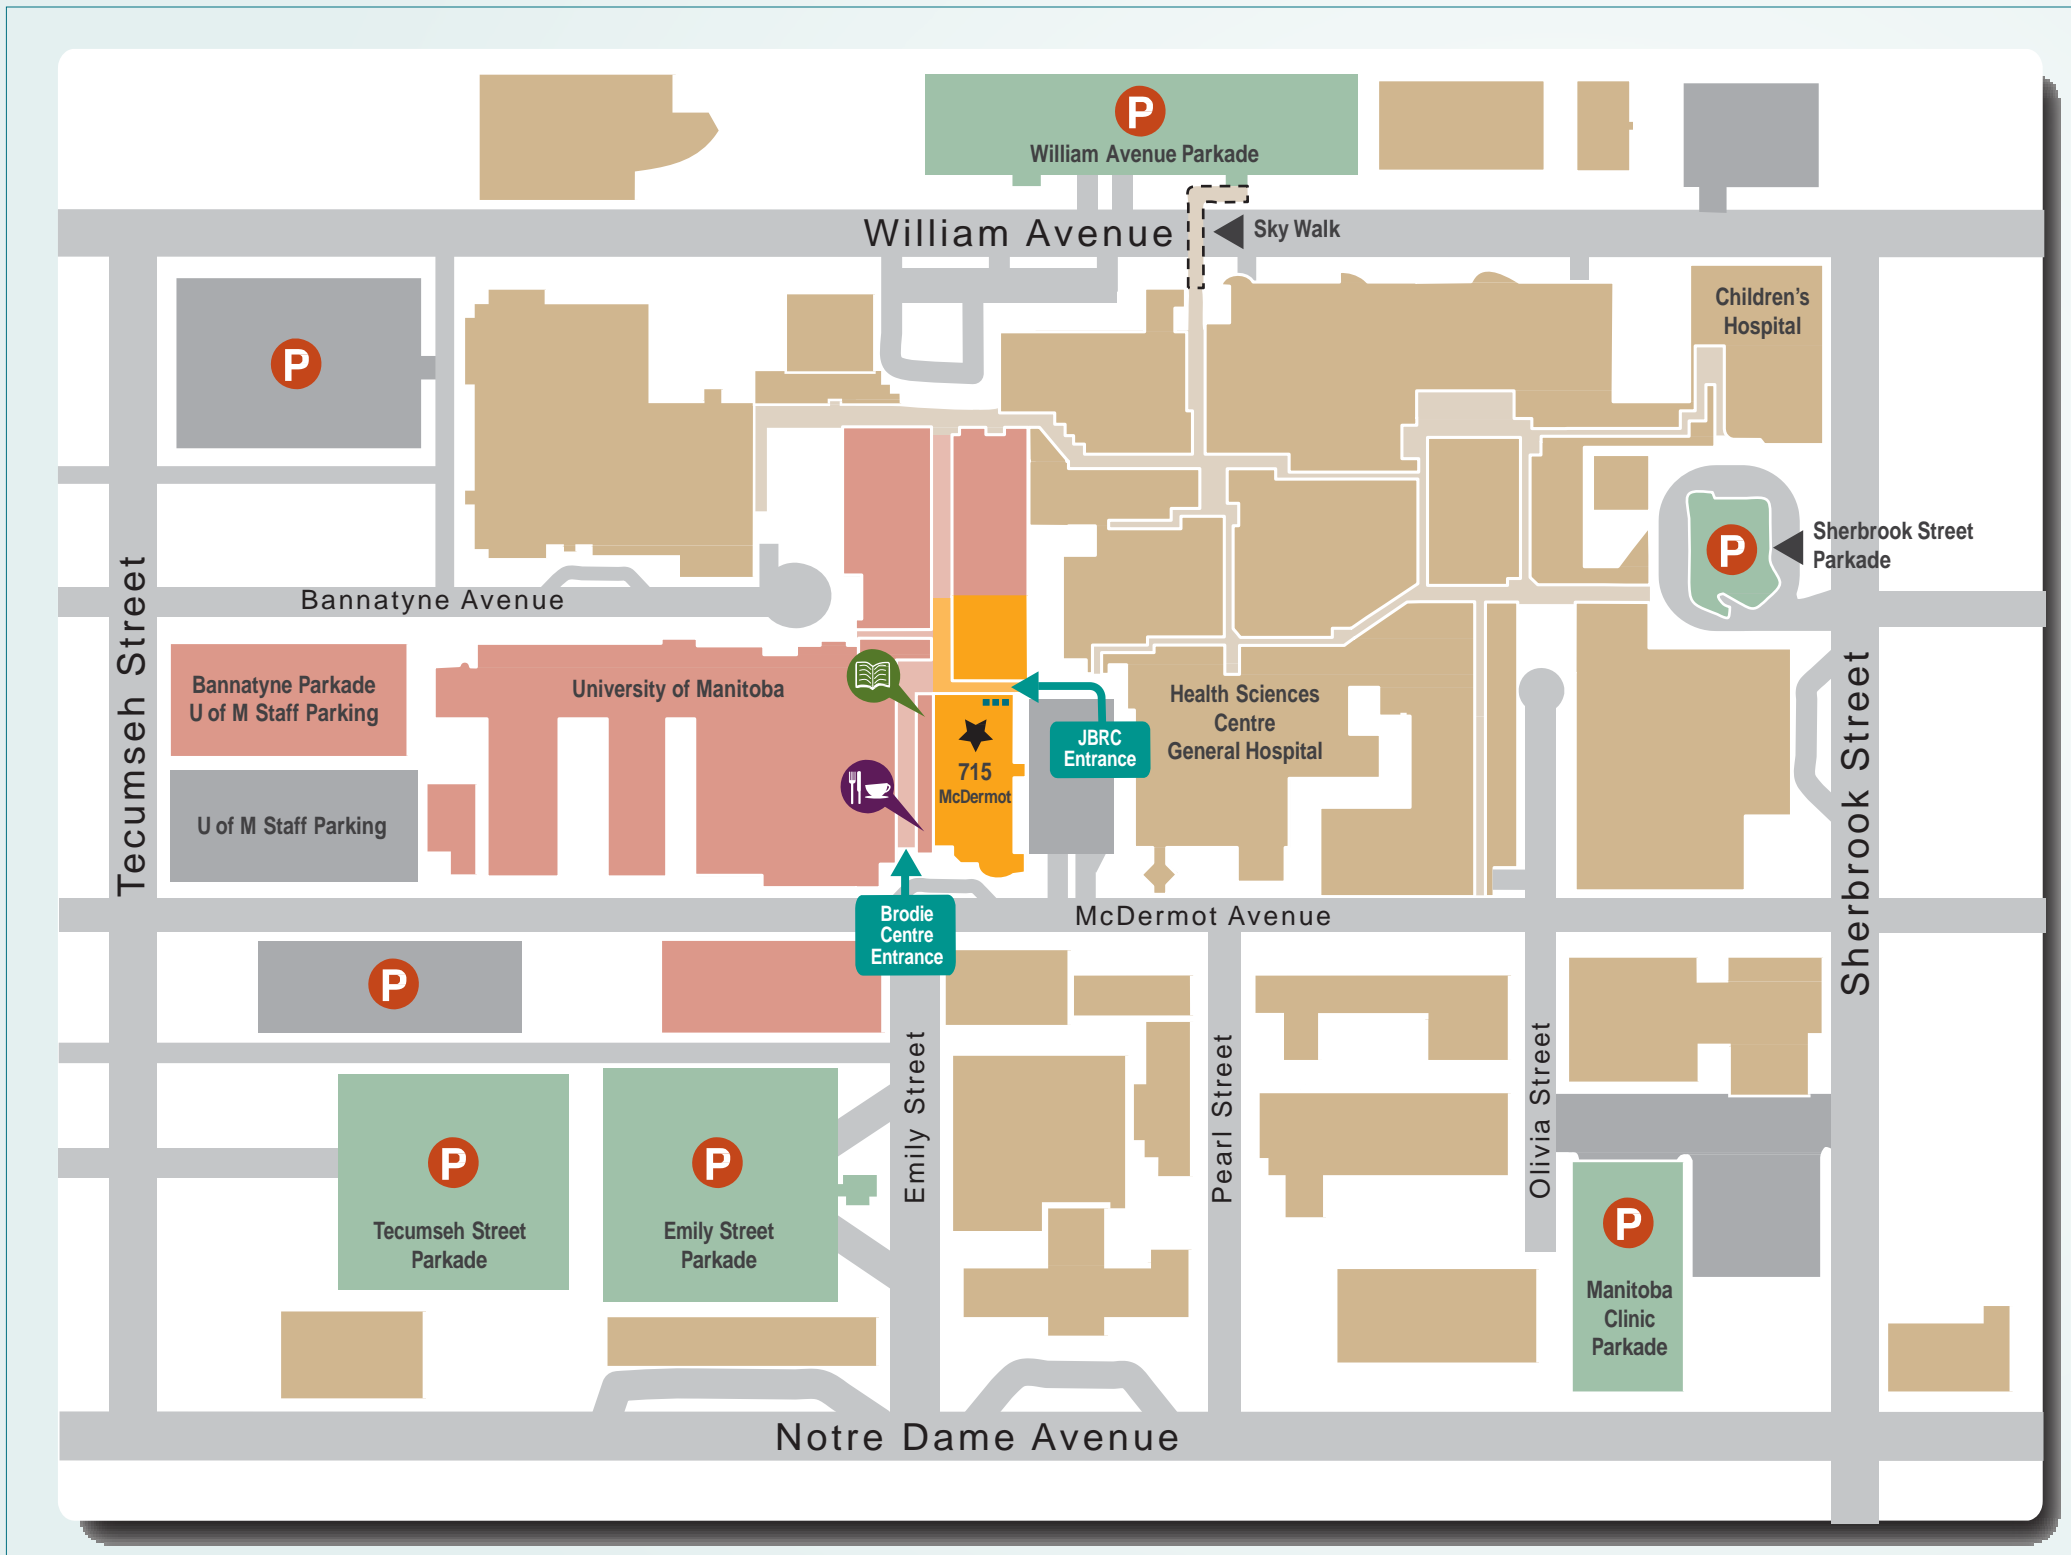 P
William Avenue Parkade
William Avenue
Sky Walk
Children's
Hospital
P
Sherbrook Street
Parkade
P
Bannatyne Avenue
Tecumseh Street
Bannatyne Parkade
U of M Staff Parking
University of Manitoba
Health Sciences
Centre
General Hospital
JBRC
Entrance
715
McDermot
U of M Staff Parking
Sherbrook Street
Brodie
Centre
Entrance
McDermot Avenue
P
Emily Street
Pearl Street
Olivia Street
P
Tecumseh Street
Parkade
P
Emily Street
Parkade
P
Manitoba
Clinic
Parkade
Notre Dame Avenue